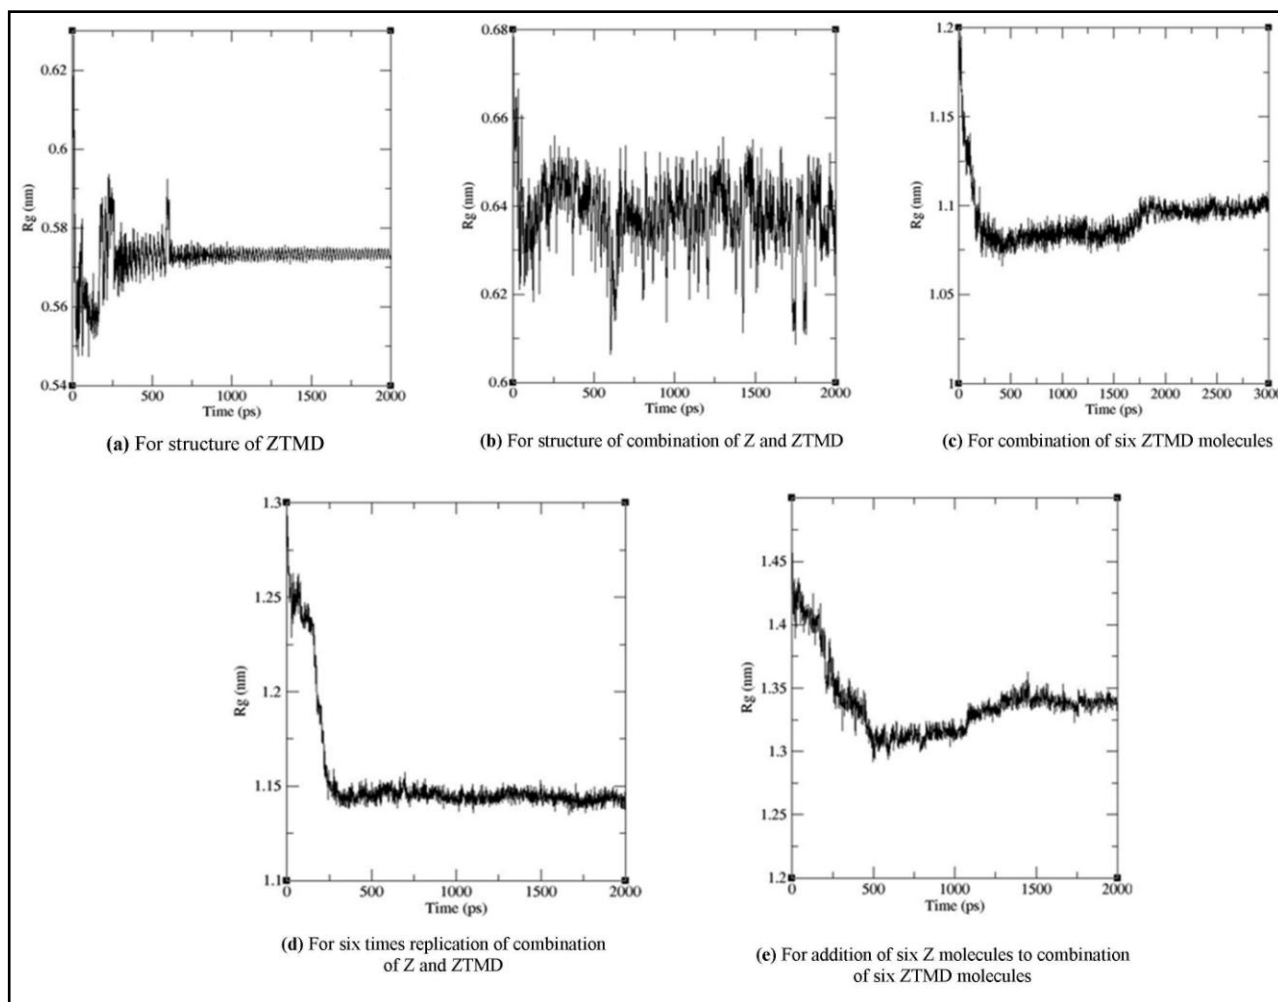 0.62
0.6
0.58
0.56
0.54
Rg (nm)
0 500 1000 1500 2000
Time (ps)
(a) For structure of ZTMD
0.68
0.66
0.64
0.62
0.6
Rg (nm)
0 500 1000 1500 2000
Time (ps)
(b) For structure of combination of Z and ZTMD
1.2
1.15
1.1
1.05
1
Rg (nm)
0 500 1000 1500 2000 2500 3000
Time (ps)
(c) For combination of six ZTMD molecules
1.3
1.25
1.2
1.15
1.1
Rg (nm)
0 500 1000 1500 2000
Time (ps)
(d) For six times replication of combination
of Z and ZTMD
1.45
1.4
1.35
1.3
1.25
1.2
Rg (nm)
0 500 1000 1500 2000
Time (ps)
(e) For addition of six Z molecules to combination
of six ZTMD molecules